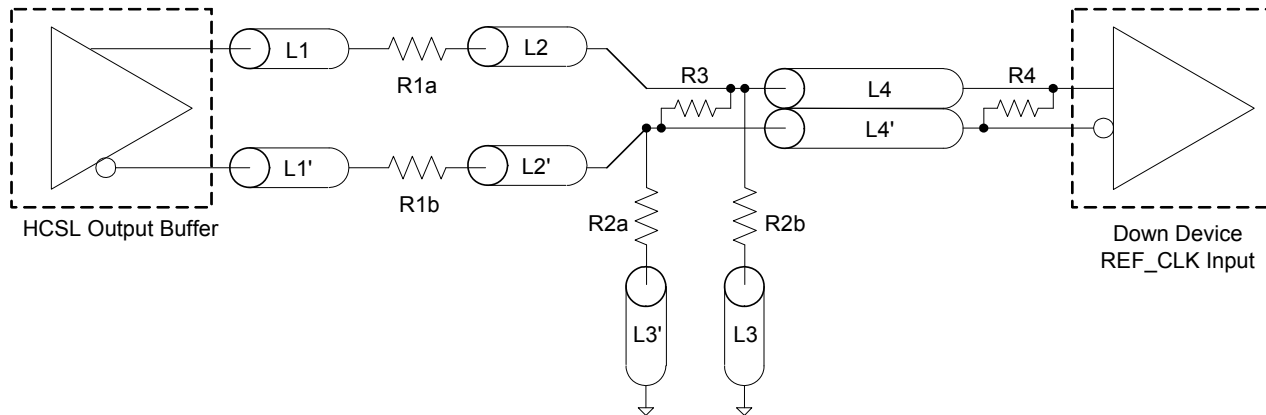 L1
R1a
L2
R3
L4
R4
L4'
L1'
R1b
L2'
HCSL Output Buffer
R2a
R2b
Down Device
REF_CLK Input
L3'
L3